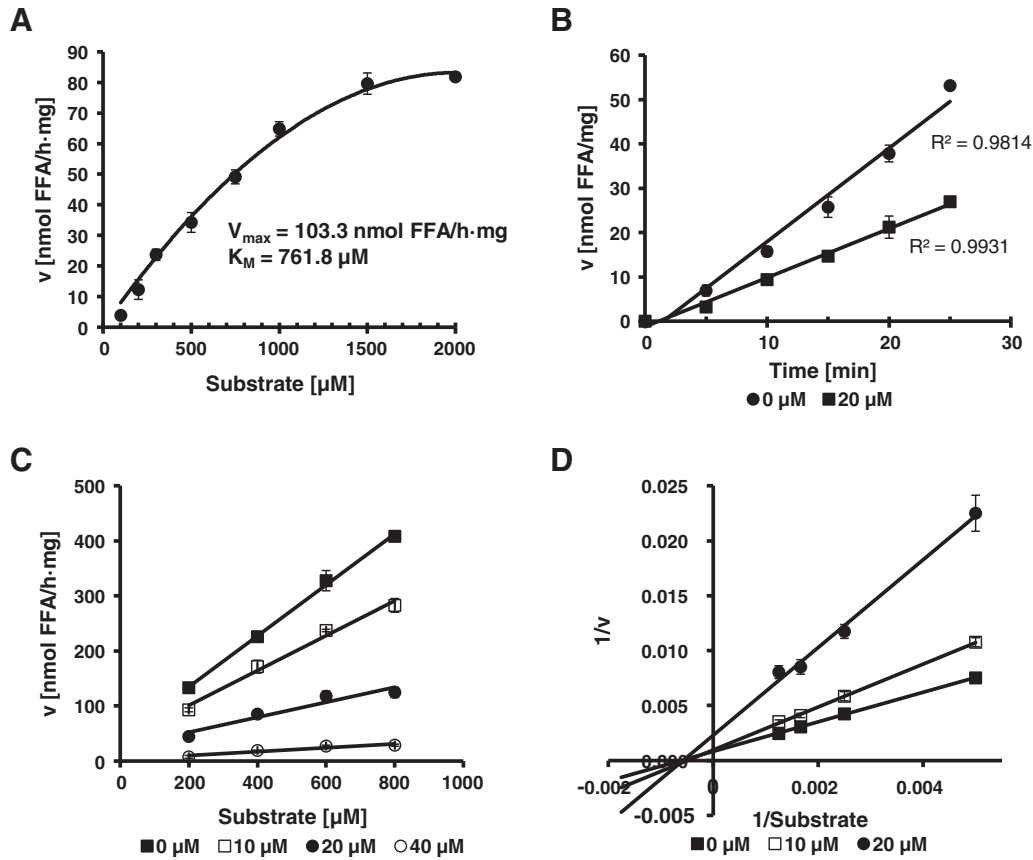 A
90
80
70
60
50
40
30
20
10
0
v [nmol FFA/h·mg]
Vmax = 103.3 nmol FFA/h·mg
KM = 761.8 µM
0 500 1000 1500 2000
Substrate [µM]
B
60
50
40
30
20
10
0
v [nmol FFA/mg]
R² = 0.9814
R² = 0.9931
0 10 20 30
Time [min]
0 µM 20 µM
C
500
400
300
200
100
0
v [nmol FFA/h·mg]
0 200 400 600 800 1000
Substrate [µM]
0 µM 10 µM 20 µM 40 µM
D
0.025
0.020
0.015
0.010
0.005
0.000
-0.005
1/v
-0.002 0 0.002 0.004
1/Substrate
0 µM 10 µM 20 µM